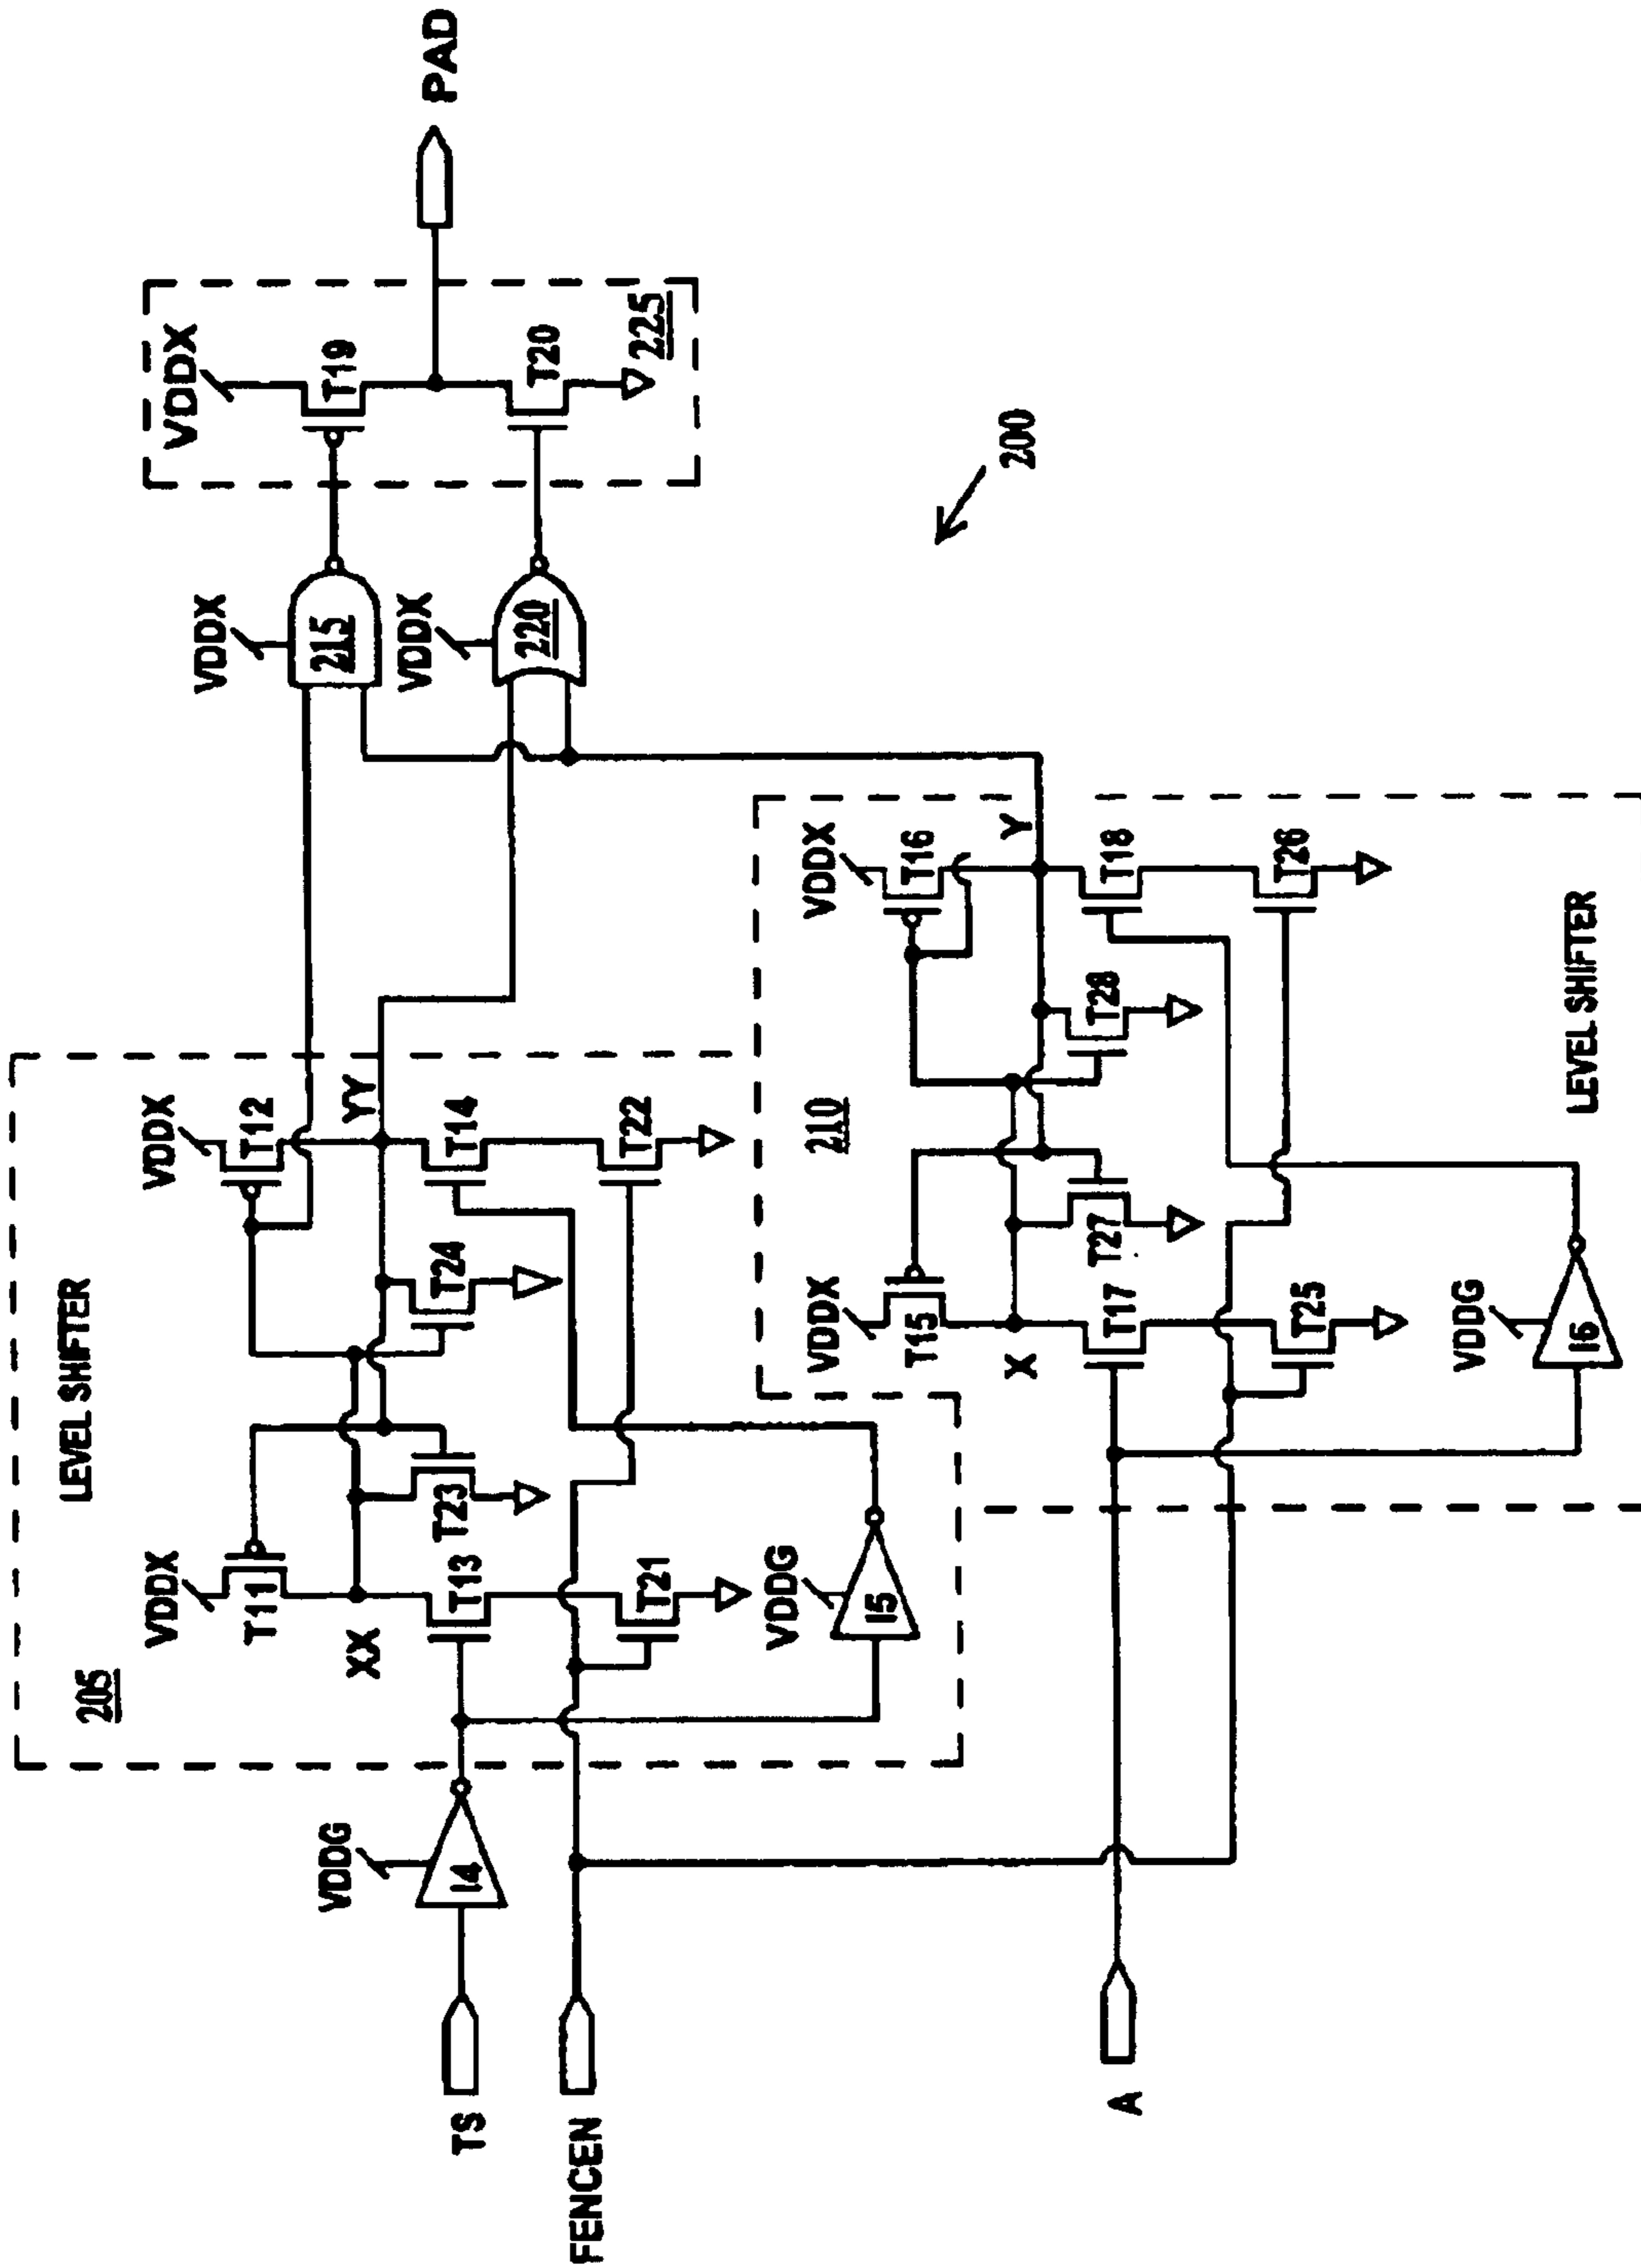 205
LEVEL SHIFTER
VDDX
T11
VDDX
T12
XX
YY
T13
T23
T24
T14
T21
T22
VDDG
I4
VDDG
I5
TS
FENCEN
A
VDDX
215
VDDX
220
VDDX
T19
T20
225
PAD
200
210
VDDX
T15
VDDX
T16
X
Y
T17
T27
T28
T18
T25
T26
VDDG
I6
LEVEL SHIFTER